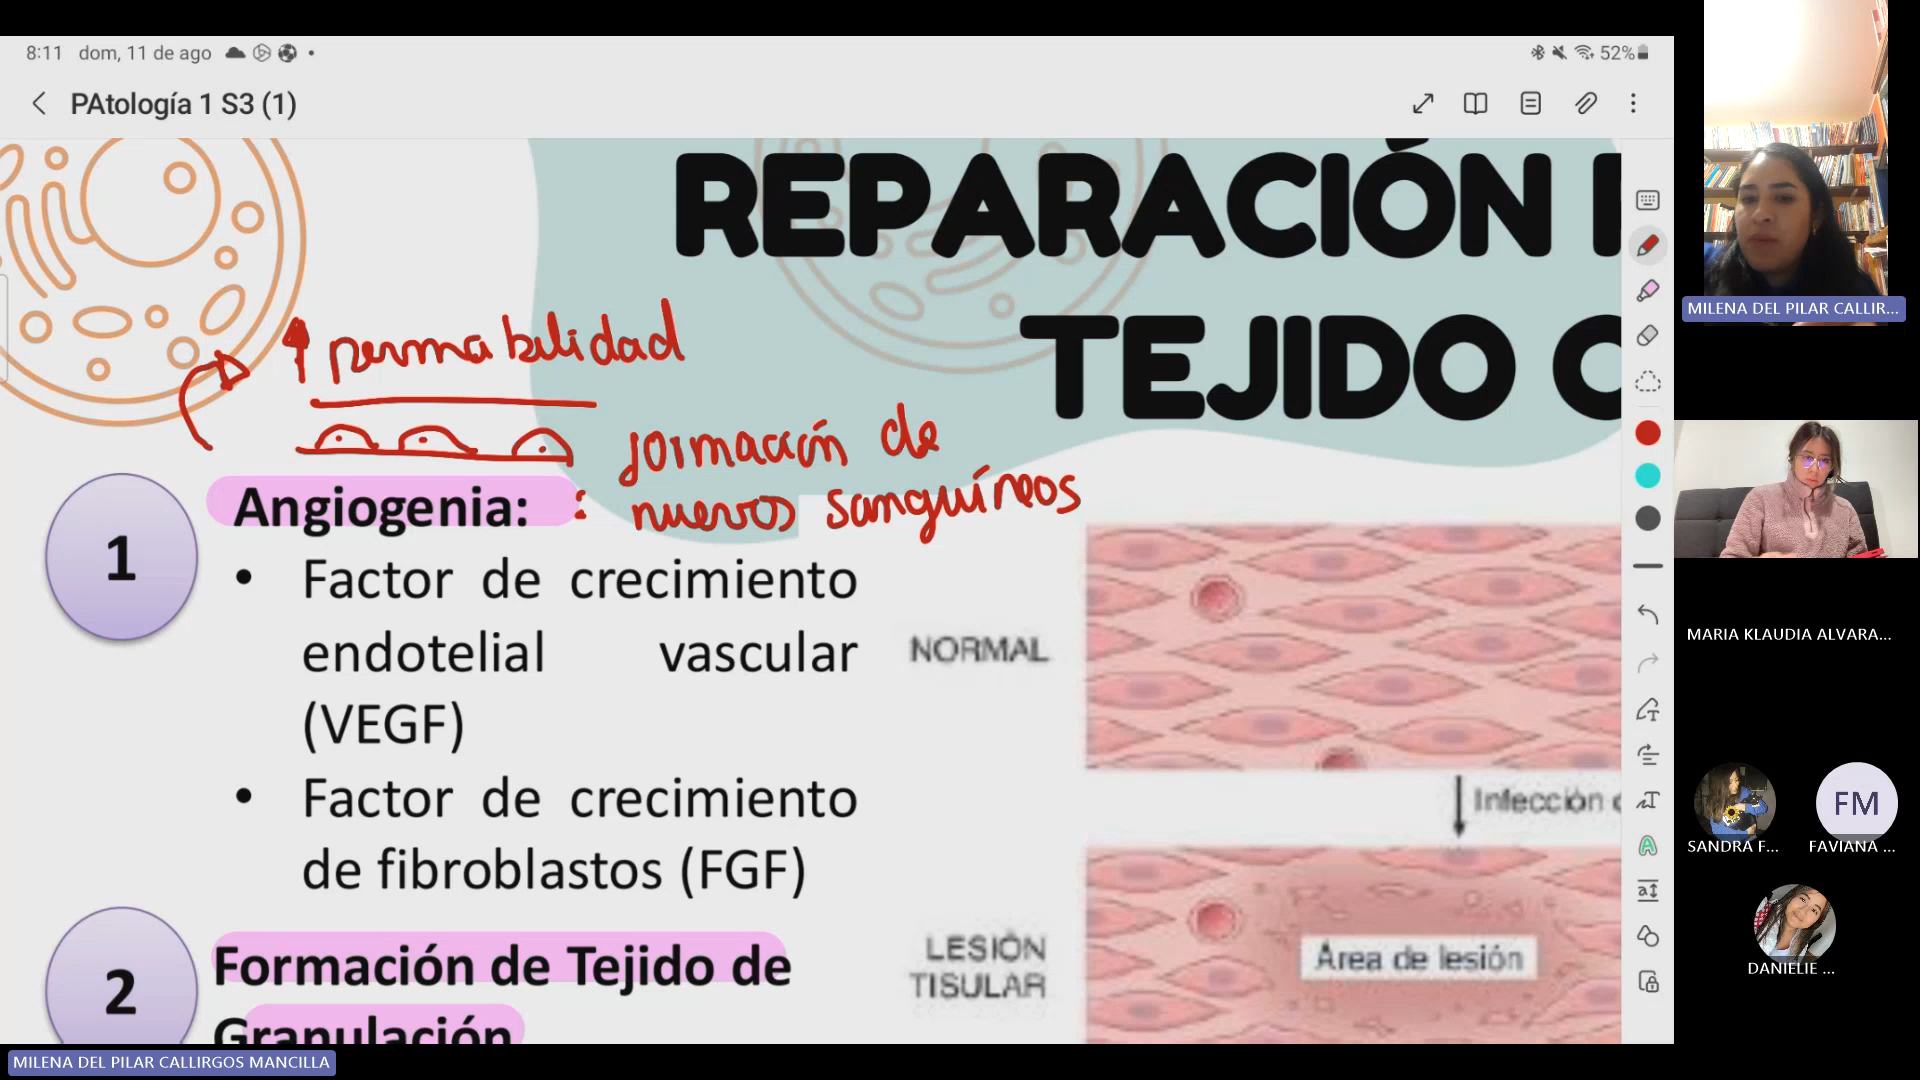 8:11 dom, 11 de ago
52%
PAtología 1 S3 (1)
REPARACIÓN
TEJIDO C
permabilidad
formación de
nuevos sanguíneos
1
Angiogenia: :
• Factor de crecimiento
endotelial vascular
(VEGF)
• Factor de crecimiento
de fibroblastos (FGF)
2
Formación de Tejido de
Granulación
NORMAL
Infección
LESIÓN
TISULAR
Área de lesión
MILENA DEL PILAR CALLIRGOS MANCILLA
MILENA DEL PILAR CALLIR...
MARIA KLAUDIA ALVARA...
SANDRA F...
FM
FAVIANA ...
DANIELIE ...